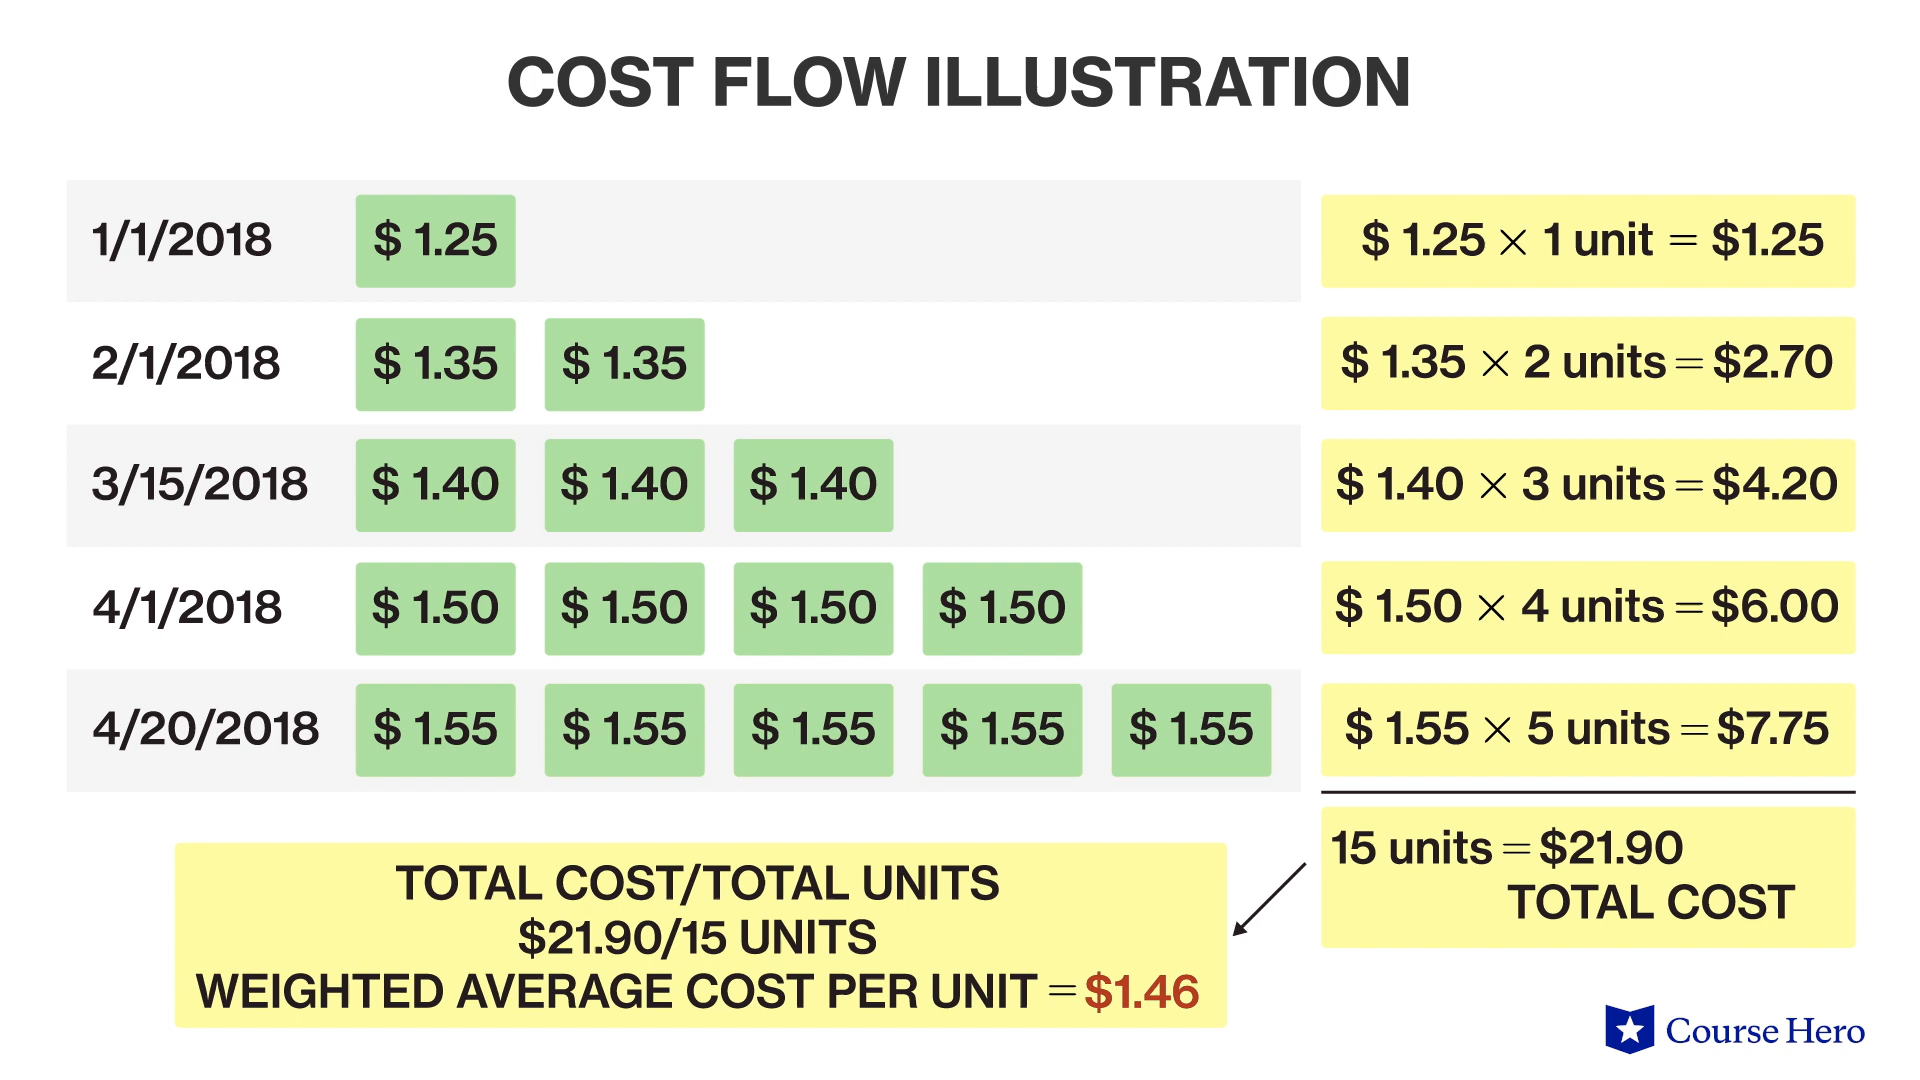 COST FLOW ILLUSTRATION
1/1/2018 $ 1.25 $ 1.25 × 1 unit = $1.25
2/1/2018 $ 1.35 $ 1.35 $ 1.35 × 2 units = $2.70
3/15/2018 $ 1.40 $ 1.40 $ 1.40 $ 1.40 × 3 units = $4.20
4/1/2018 $ 1.50 $ 1.50 $ 1.50 $ 1.50 $ 1.50 × 4 units = $6.00
4/20/2018 $ 1.55 $ 1.55 $ 1.55 $ 1.55 $ 1.55 $ 1.55 × 5 units = $7.75
15 units = $21.90
TOTAL COST
TOTAL COST/TOTAL UNITS
$21.90/15 UNITS
WEIGHTED AVERAGE COST PER UNIT = $1.46
Course Hero